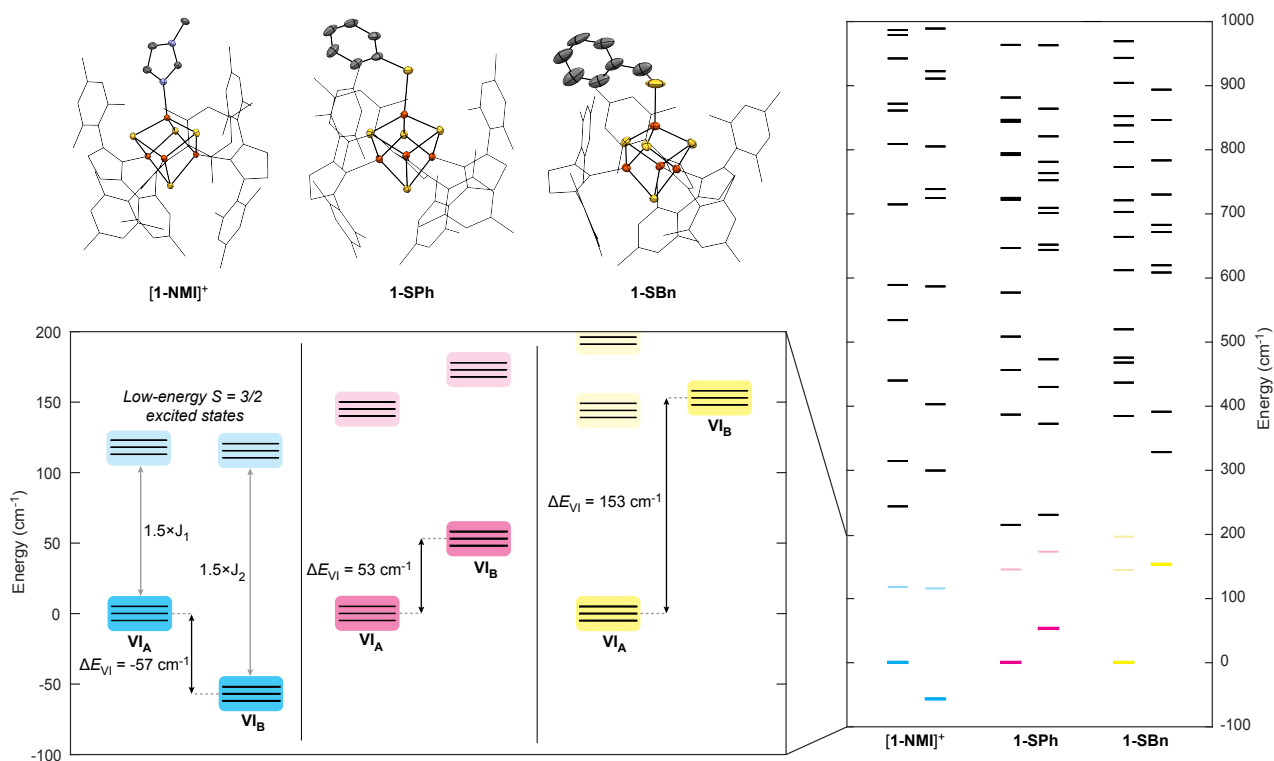 [1-NMI]+
1-SPh
1-SBn
200
150
100
50
0
-50
-100
Energy (cm-1)
Low-energy S = 3/2
excited states
1.5×J1
1.5×J2
VIA
ΔEVI = -57 cm-1
VIB
ΔEVI = 53 cm-1
VIA
VIB
ΔEVI = 153 cm-1
VIA
VIB
1000
900
800
700
600
500
400
300
200
100
0
-100
Energy (cm-1)
[1-NMI]+
1-SPh
1-SBn